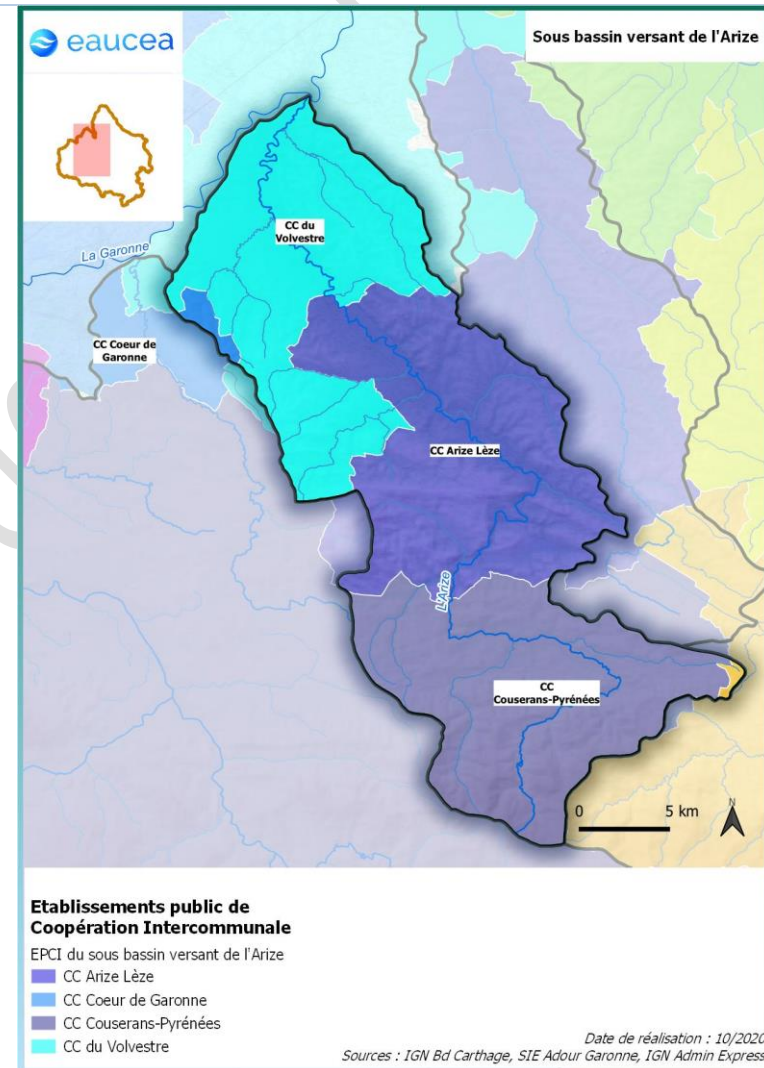 eaucea
Sous bassin versant de l'Arize
CC du
Volvestre
La Garonne
CC Coeur de
Garonne
CC Arize Lèze
L'Arize
CC
Couserans-Pyrénées
0 5 km
N
Etablissements public de
Coopération Intercommunale
EPCI du sous bassin versant de l'Arize
CC Arize Lèze
CC Coeur de Garonne
CC Couserans-Pyrénées
CC du Volvestre
Date de réalisation : 10/2020
Sources : IGN Bd Carthage, SIE Adour Garonne, IGN Admin Express